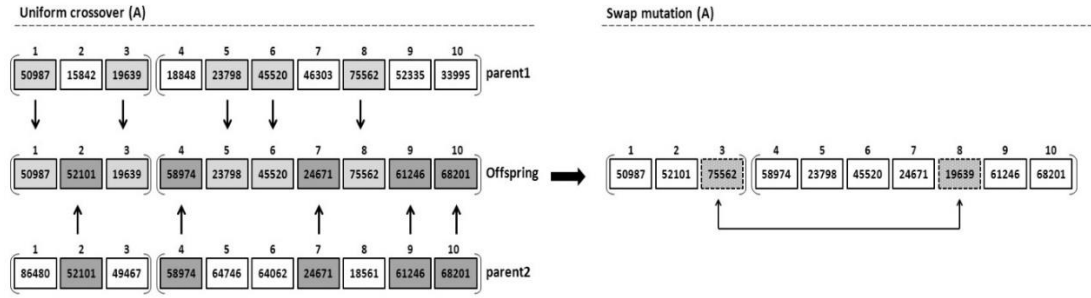 Uniform crossover (A)
Swap mutation (A)
1 2 3 4 5 6 7 8 9 10
50987 15842 19639 18848 23798 45520 46303 75562 52335 33995 parent1
1 2 3 4 5 6 7 8 9 10
50987 52101 19639 58974 23798 45520 24671 75562 61246 68201 Offspring
1 2 3 4 5 6 7 8 9 10
50987 52101 75562 58974 23798 45520 24671 19639 61246 68201
1 2 3 4 5 6 7 8 9 10
86480 52101 49467 58974 64746 64062 24671 18561 61246 68201 parent2